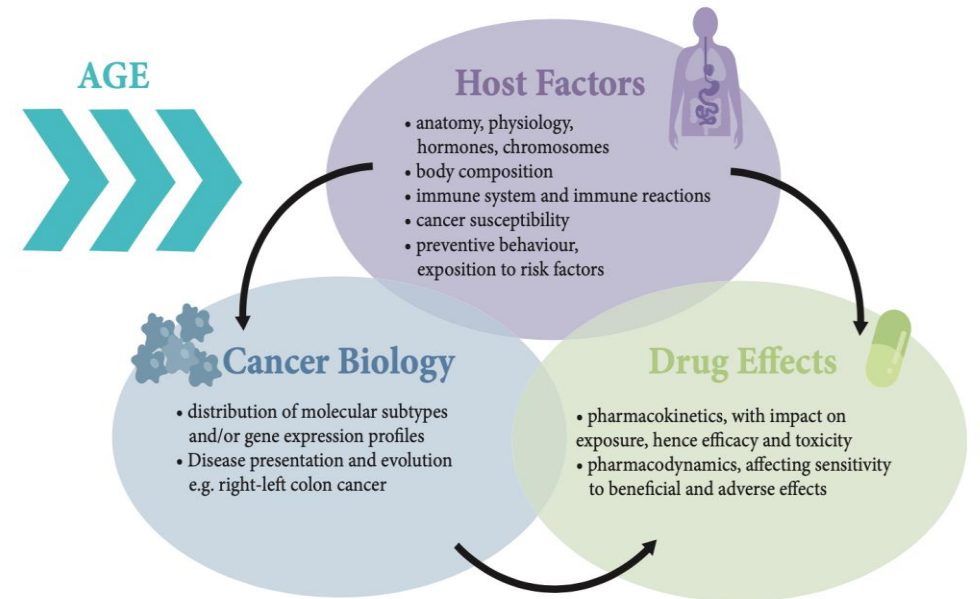 AGE
Host Factors
• anatomy, physiology,
hormones, chromosomes
• body composition
• immune system and immune reactions
• cancer susceptibility
• preventive behaviour,
exposition to risk factors
Cancer Biology
• distribution of molecular subtypes
and/or gene expression profiles
• Disease presentation and evolution
e.g. right-left colon cancer
Drug Effects
• pharmacokinetics, with impact on
exposure, hence efficacy and toxicity
• pharmacodynamics, affecting sensitivity
to beneficial and adverse effects